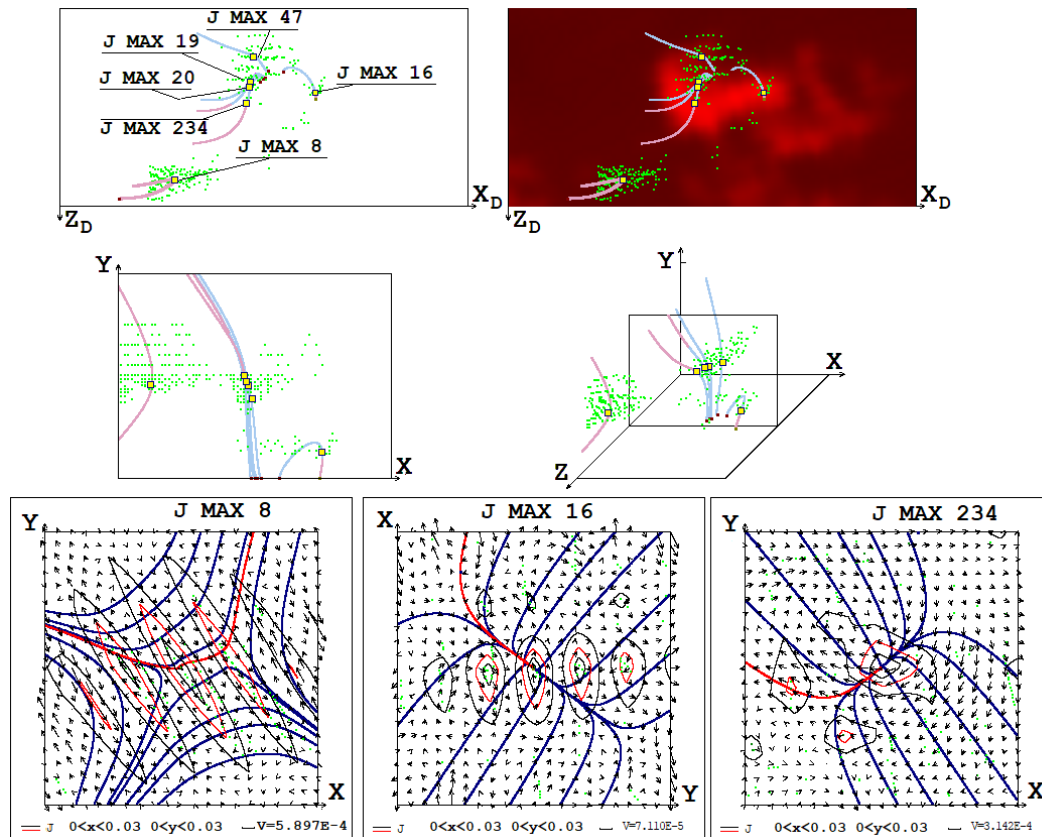 J MAX 47
J MAX 19
J MAX 20
J MAX 16
J MAX 234
J MAX 8
X_D
Z_D
X_D
Z_D
Y
X
Y
X
Z
Y
J MAX 8
X
J 0<x<0.03 0<y<0.03 V=5.897E-4
X
J MAX 16
Y
J 0<x<0.03 0<y<0.03 V=7.110E-5
Y
J MAX 234
X
J 0<x<0.03 0<y<0.03 V=3.142E-4